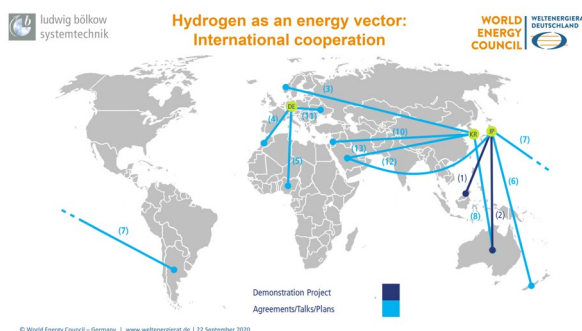 ludwig bölkow
systemtechnik
Hydrogen as an energy vector:
International cooperation
WORLD
ENERGY
COUNCIL
WELTENERGIERA
DEUTSCHLAND
(3)
DE
(11)
(4)
(10)
KR
JP
(7)
(13)
(12)
(5)
(1)
(6)
(8)
(2)
(7)
Demonstration Project
Agreements/Talks/Plans
© World Energy Council – Germany | www.weltenergierat.de | 22 September 2020